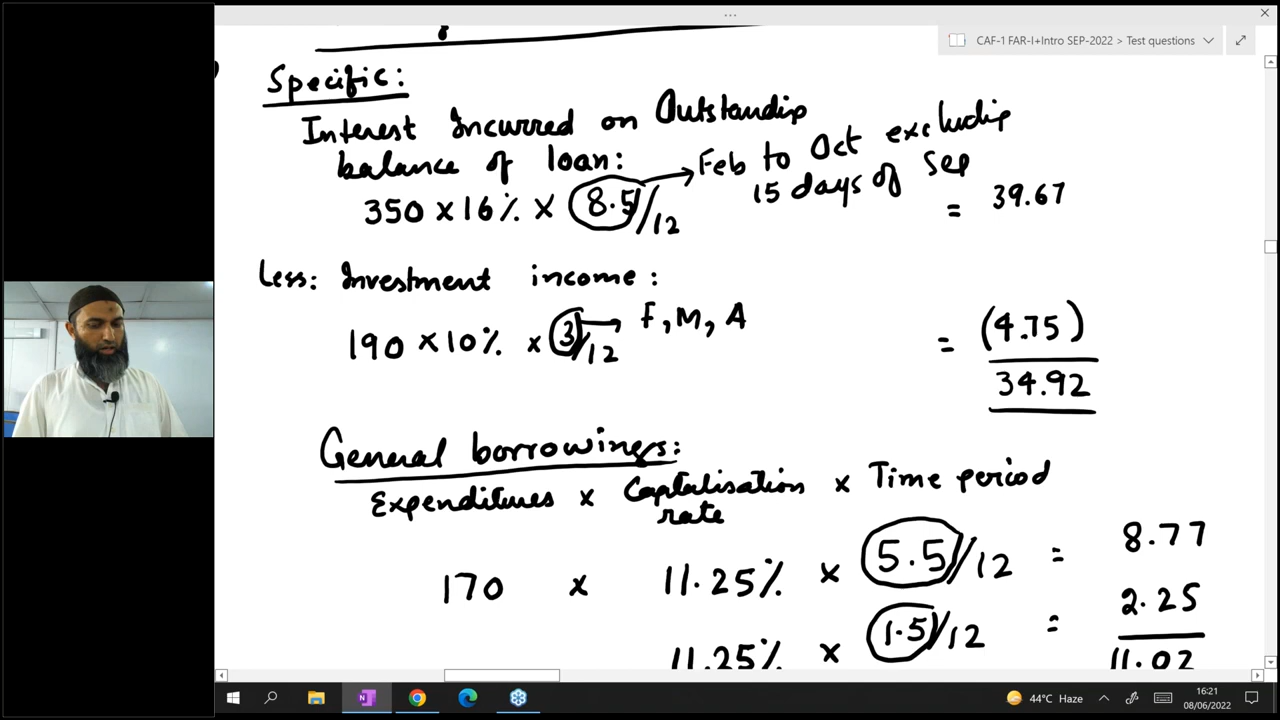 CAF-1 FAR-I+Intro SEP-2022 > Test questions
Specific:
Interest Incurred on Outstanding
balance of loan:
350 × 16% × 8.5/12 → Feb to Oct excluding
15 days of Sep
= 39.67
Less: Investment income:
190 × 10% × 3/12 → F, M, A
= (4.75)
34.92
General borrowings:
Expenditures × Capitalisation rate × Time period
170 × 11.25% × 5.5/12 = 8.77
11.25% × 1.5/12 = 2.25
11.02
44°C Haze
16:21
08/06/2022